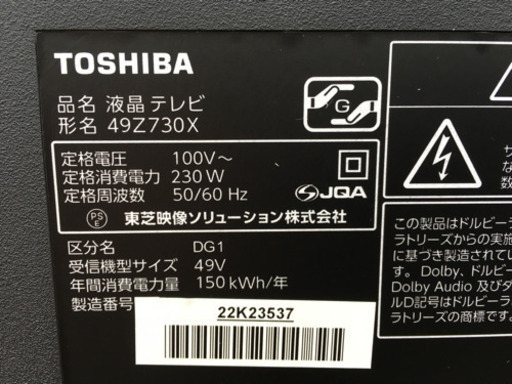 TOSHIBA
品名 液晶テレビ
形名 49Z730X
定格電圧 100V～
定格消費電力 230W
定格周波数 50/60 Hz
G
JQA
PS
E
東芝映像ソリューション株式会社
区分名 DG1
受信機型サイズ 49V
年間消費電力量 150kWh/年
製造番号
22K23537
サ
な
数
この製品はドルビーラ
ラトリーズからの実施
に基づき製造されてい
す。Dolby、ドルビー
Dolby Audio 及びダ
ルD記号はドルビーラ
ラトリーズの商標です